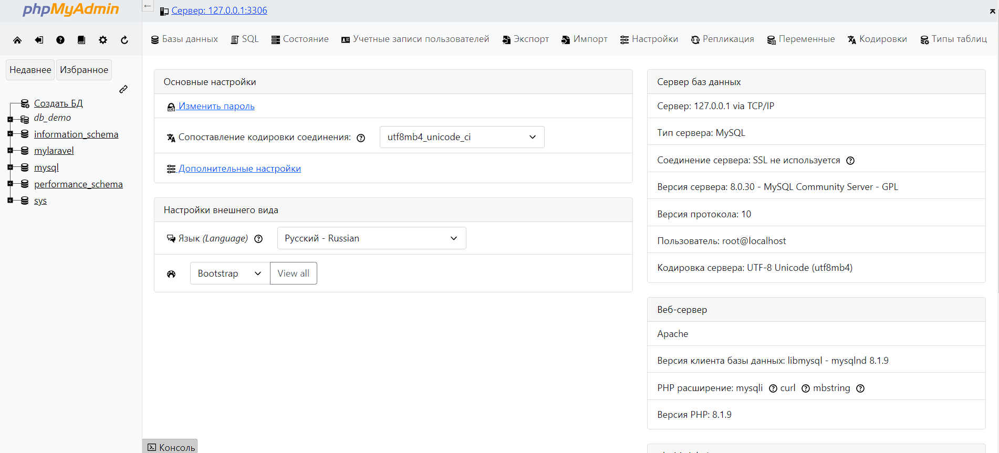 phpMyAdmin
Недавнее Избранное
Создать БД
db_demo
information_schema
mylaravel
mysql
performance_schema
sys
Сервер: 127.0.0.1:3306
Базы данных SQL Состояние Учетные записи пользователей Экспорт Импорт Настройки Репликация Переменные Кодировки Типы таблиц
Основные настройки
Изменить пароль
Сопоставление кодировки соединения: utf8mb4_unicode_ci
Дополнительные настройки
Настройки внешнего вида
Язык (Language) Русский - Russian
Bootstrap View all
Сервер баз данных
Сервер: 127.0.0.1 via TCP/IP
Тип сервера: MySQL
Соединение сервера: SSL не используется
Версия сервера: 8.0.30 - MySQL Community Server - GPL
Версия протокола: 10
Пользователь: root@localhost
Кодировка сервера: UTF-8 Unicode (utf8mb4)
Веб-сервер
Apache
Версия клиента базы данных: libmysql - mysqlnd 8.1.9
PHP расширение: mysqli curl mbstring
Версия PHP: 8.1.9
Консоль